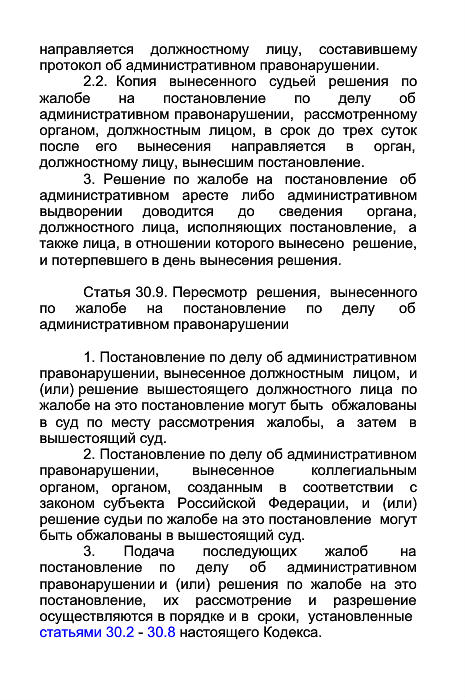 направляется должностному лицу, составившему
протокол об административном правонарушении.
2.2. Копия вынесенного судьей решения по
жалобе на постановление по делу об
административном правонарушении, рассмотренному
органом, должностным лицом, в срок до трех суток
после его вынесения направляется в орган,
должностному лицу, вынесшим постановление.
3. Решение по жалобе на постановление об
административном аресте либо административном
выдворении доводится до сведения органа,
должностного лица, исполняющих постановление, а
также лица, в отношении которого вынесено решение,
и потерпевшего в день вынесения решения.
Статья 30.9. Пересмотр решения, вынесенного
по жалобе на постановление по делу об
административном правонарушении
1. Постановление по делу об административном
правонарушении, вынесенное должностным лицом, и
(или) решение вышестоящего должностного лица по
жалобе на это постановление могут быть обжалованы
в суд по месту рассмотрения жалобы, а затем в
вышестоящий суд.
2. Постановление по делу об административном
правонарушении, вынесенное коллегиальным
органом, органом, созданным в соответствии с
законом субъекта Российской Федерации, и (или)
решение судьи по жалобе на это постановление могут
быть обжалованы в вышестоящий суд.
3. Подача последующих жалоб на
постановление по делу об административном
правонарушении и (или) решения по жалобе на это
постановление, их рассмотрение и разрешение
осуществляются в порядке и в сроки, установленные
статьями 30.2 - 30.8 настоящего Кодекса.